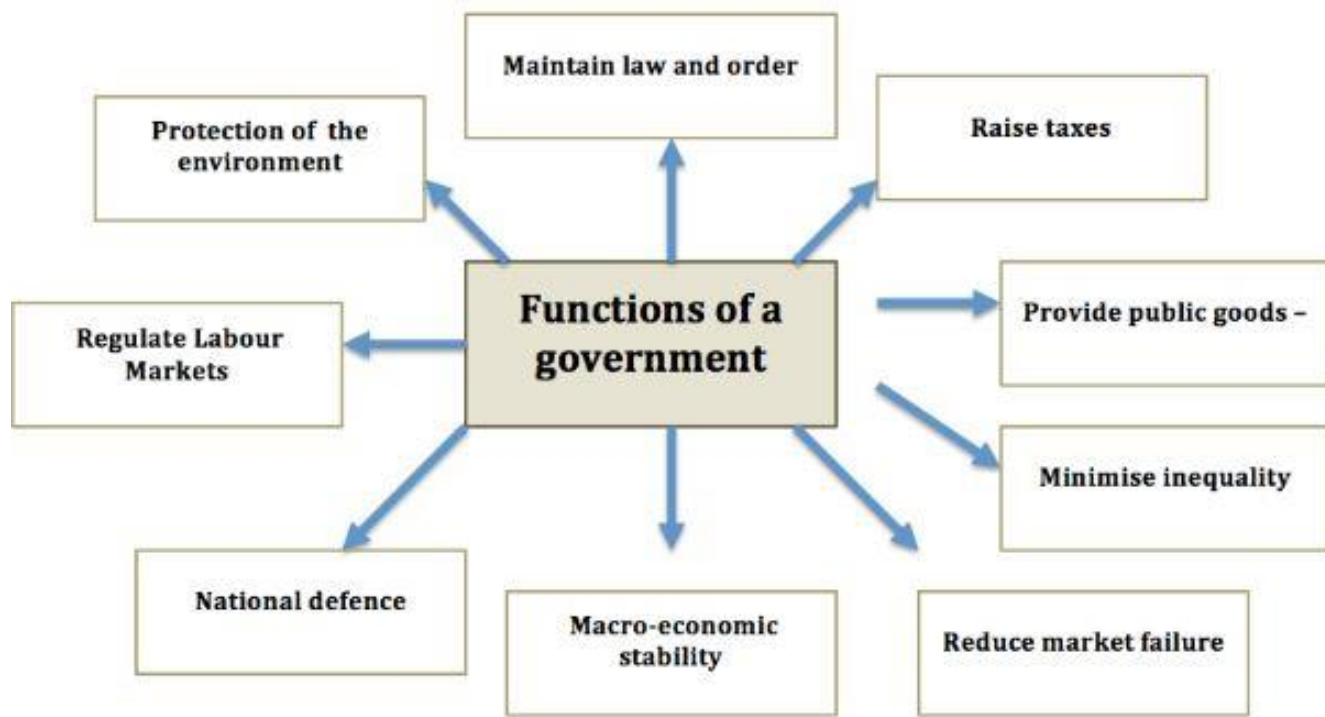 Maintain law and order
Raise taxes
Protection of the
environment
Functions of a
government
Provide public goods –
Regulate Labour
Markets
Minimise inequality
National defence
Macro-economic
stability
Reduce market failure